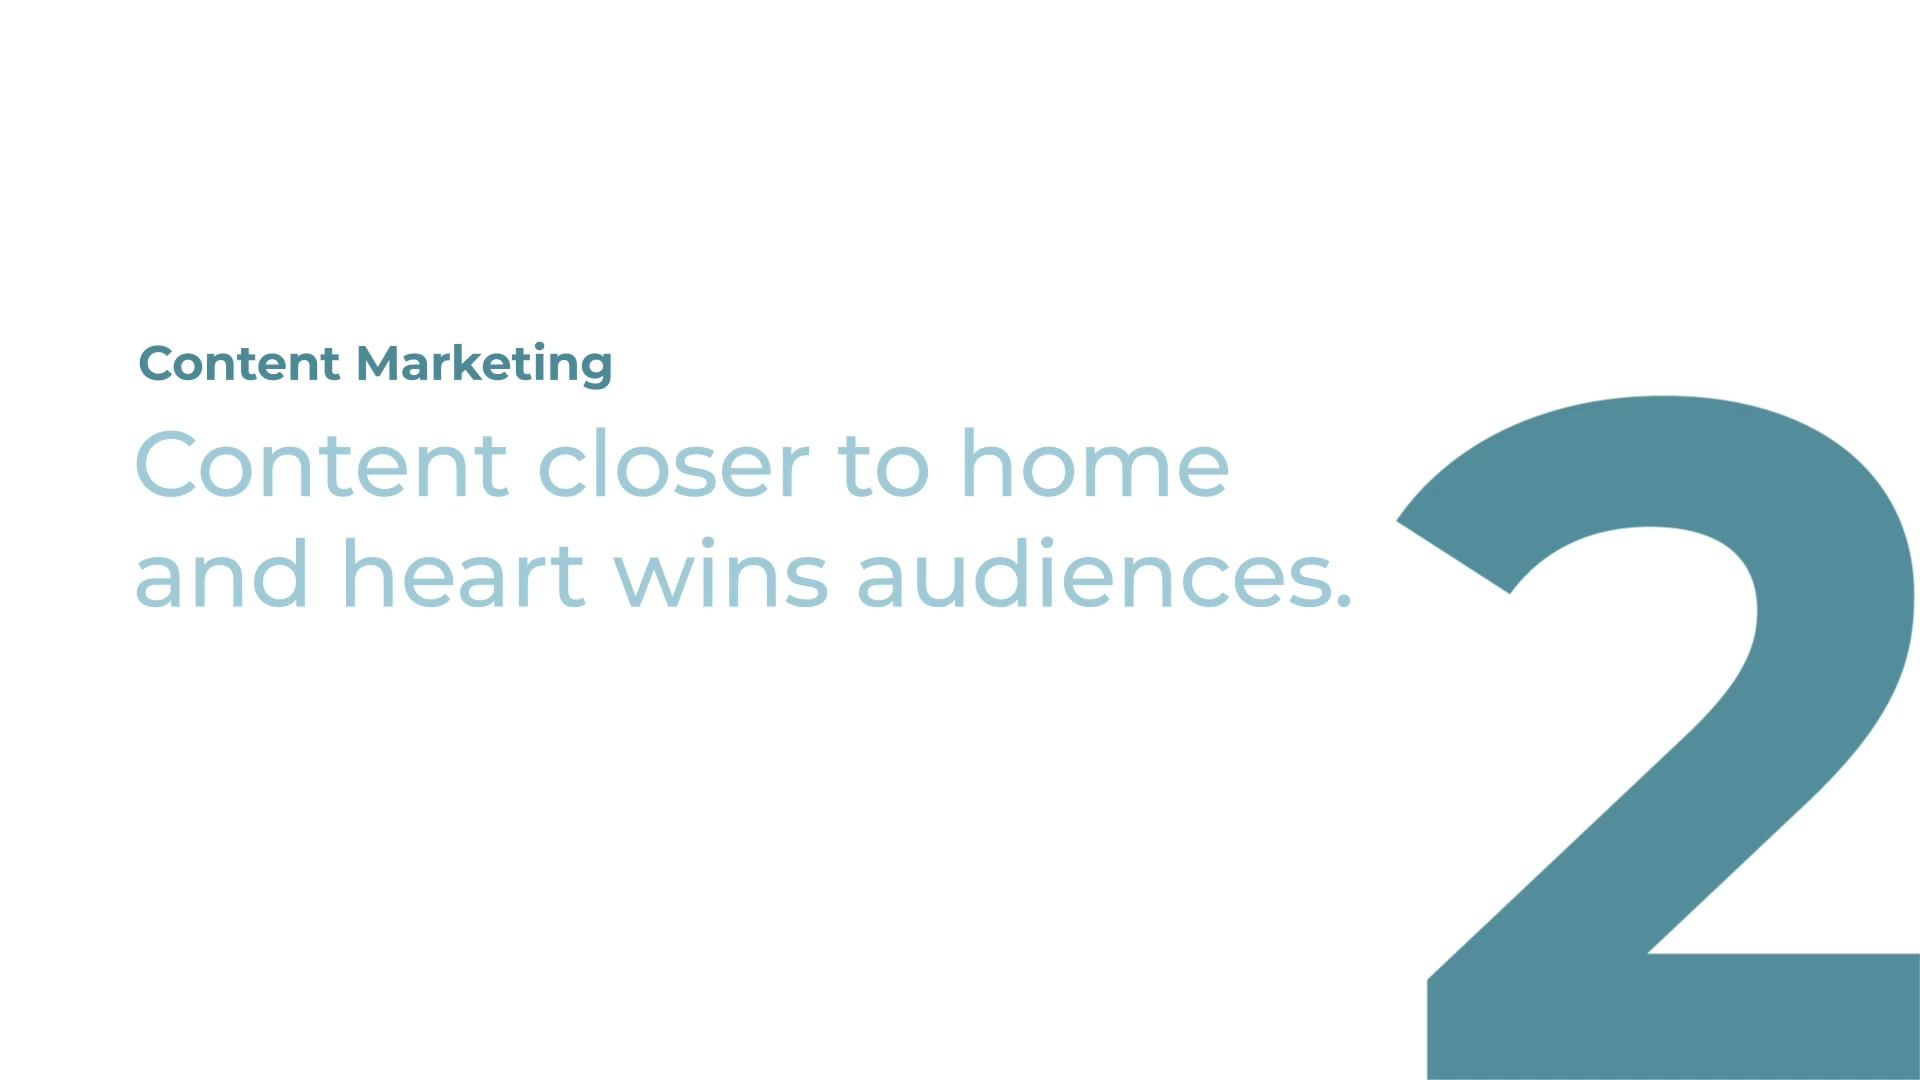 Content Marketing
Content closer to home
and heart wins audiences.
2